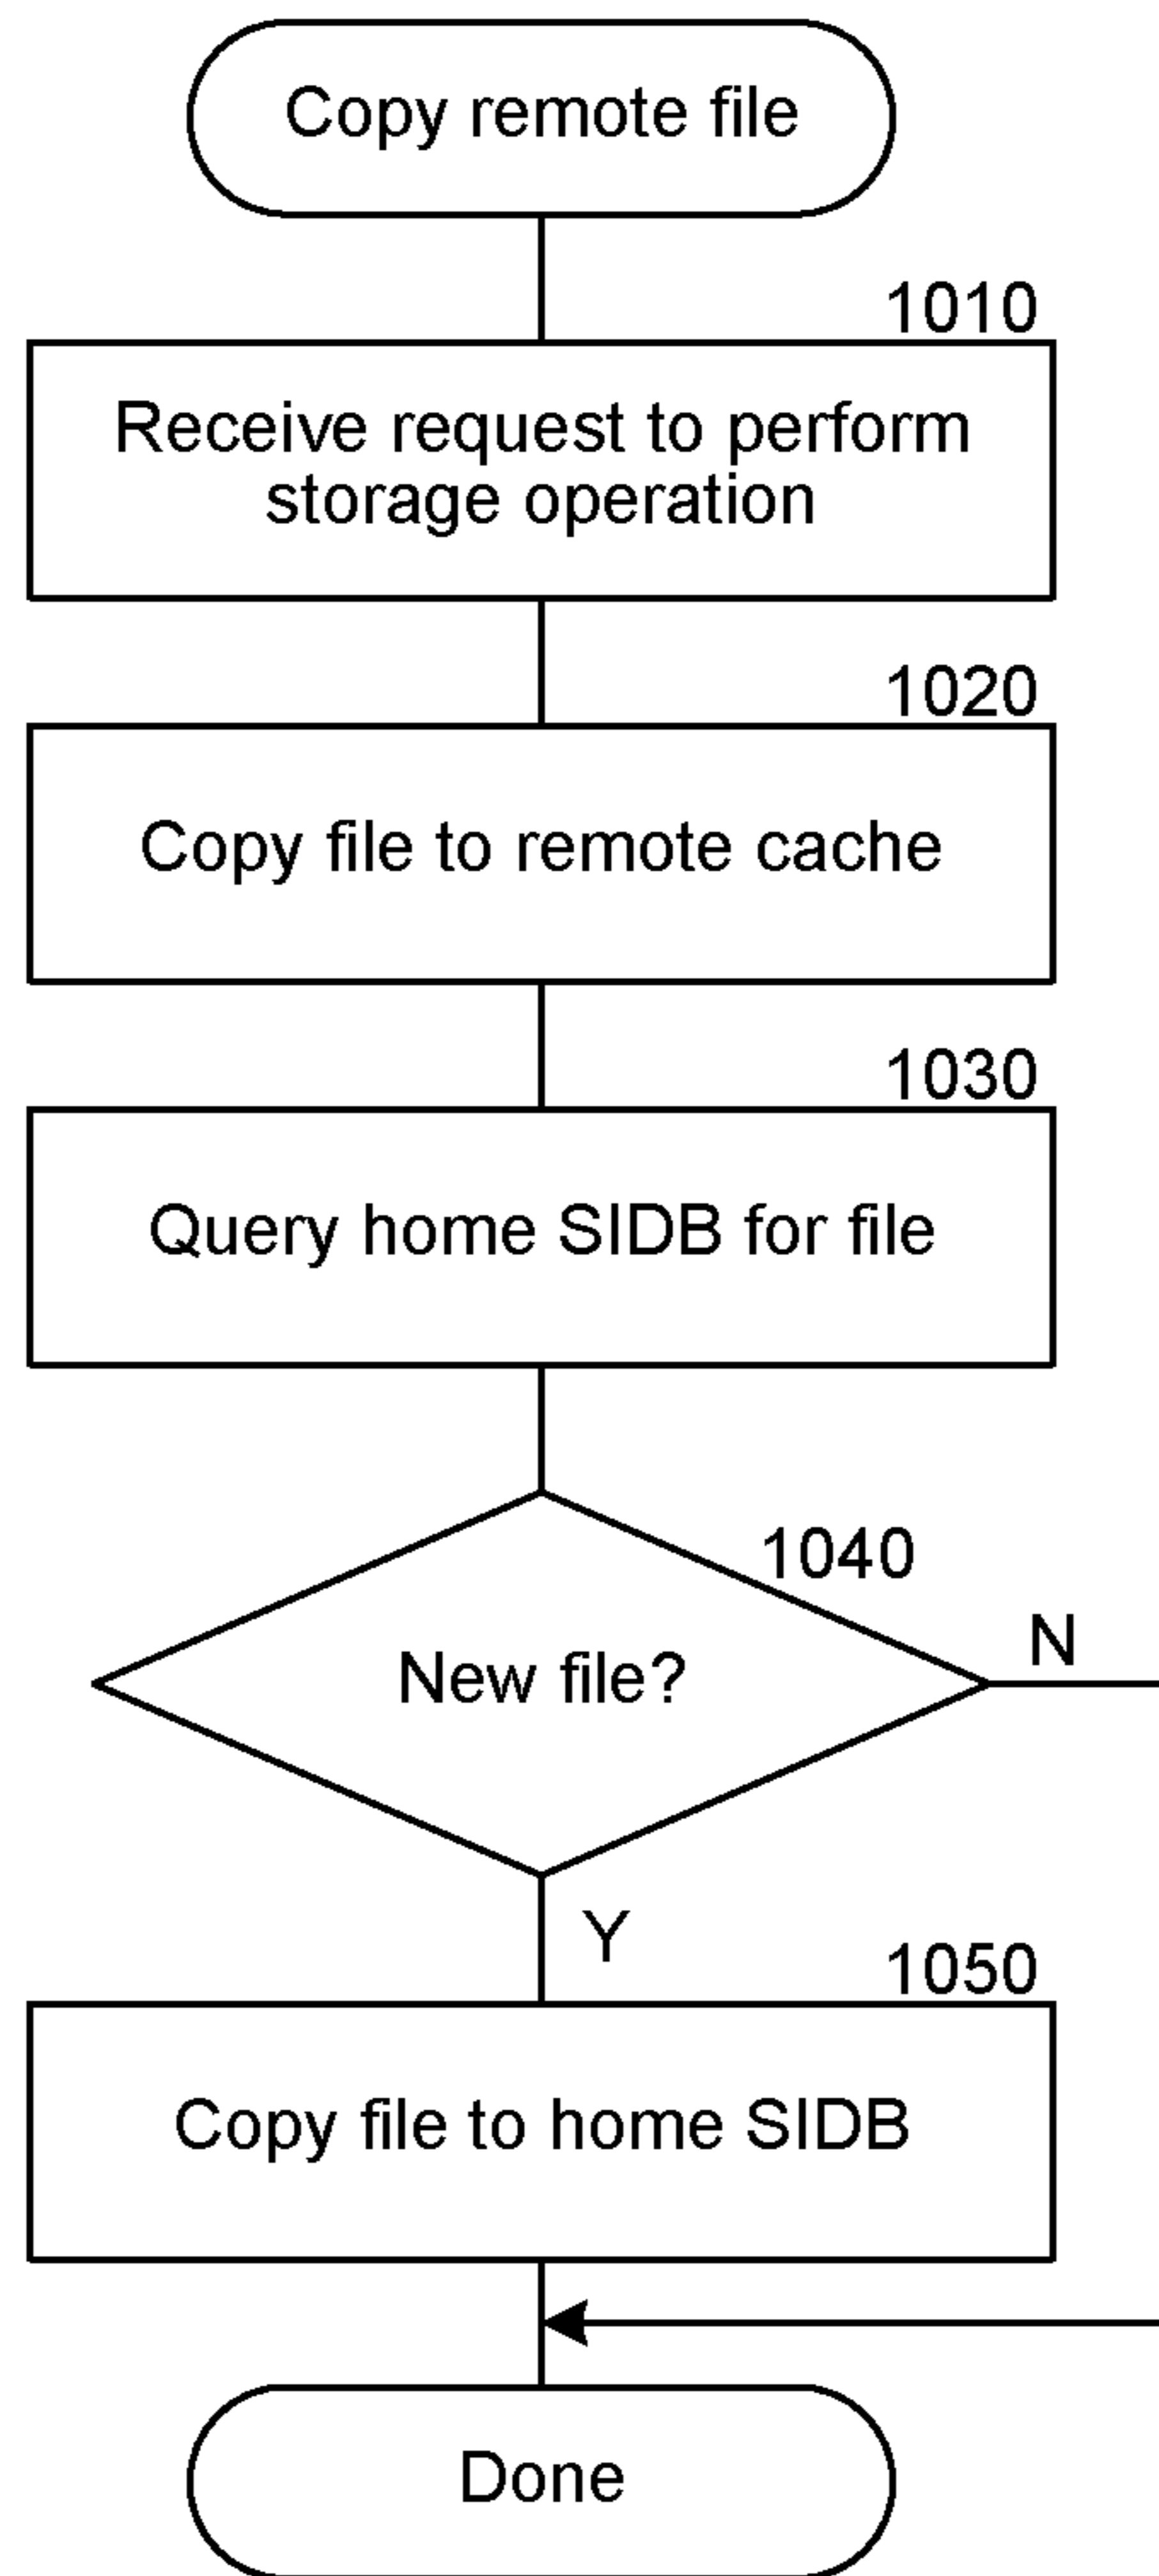 Copy remote file
1010
Receive request to perform
storage operation
1020
Copy file to remote cache
1030
Query home SIDB for file
1040
New file?
N
Y
1050
Copy file to home SIDB
Done